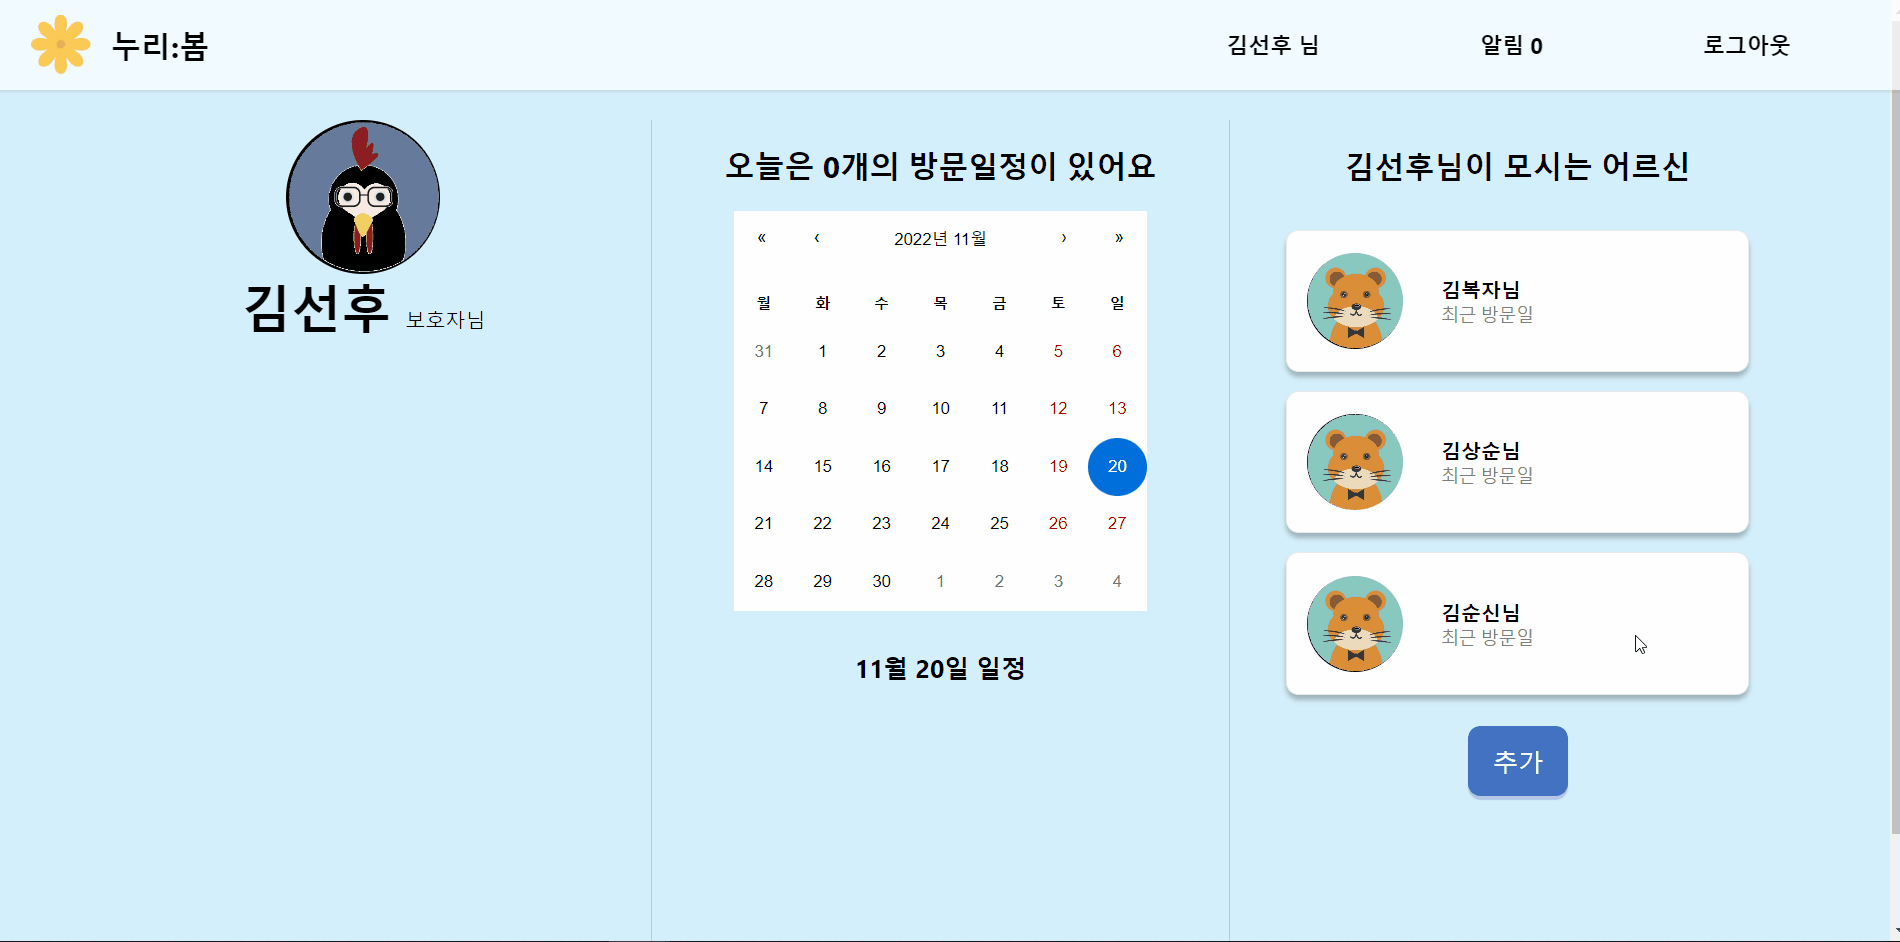 누리:봄
김선후 님
알림 0
로그아웃
김선후 보호자님
오늘은 0개의 방문일정이 있어요
« ‹ 2022년 11월 › »
월 화 수 목 금 토 일
31 1 2 3 4 5 6
7 8 9 10 11 12 13
14 15 16 17 18 19 20
21 22 23 24 25 26 27
28 29 30 1 2 3 4
11월 20일 일정
김선후님이 모시는 어르신
김복자님
최근 방문일
김상순님
최근 방문일
김순신님
최근 방문일
추가